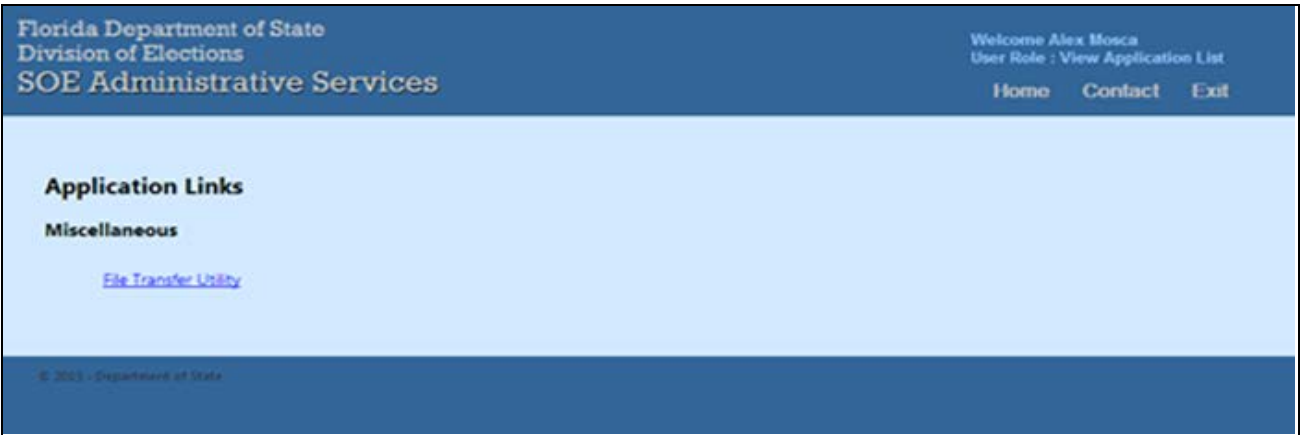 Florida Department of State
Division of Elections
SOE Administrative Services
Welcome Alex Mosca
User Role : View Application List
Home Contact Exit
Application Links
Miscellaneous
File Transfer Utility
© - Department of State